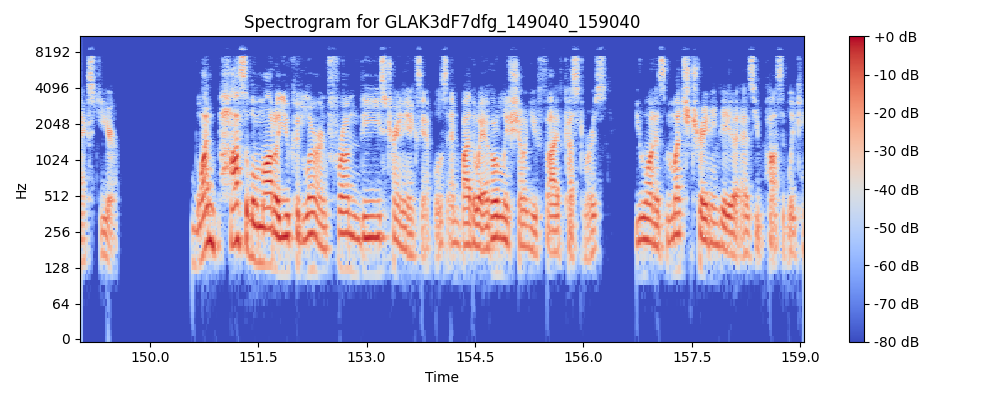 Spectrogram for GLAK3dF7dfg_149040_159040
8192
4096
2048
1024
512
256
128
64
0
Hz
150.0
151.5
153.0
154.5
156.0
157.5
159.0
Time
+0 dB
-10 dB
-20 dB
-30 dB
-40 dB
-50 dB
-60 dB
-70 dB
-80 dB